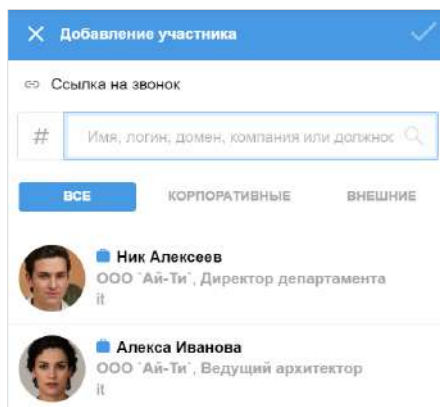 Добавление участника
Ссылка на звонок
# Имя, логин, домен, компания или должнос
ВСЕ КОРПОРАТИВНЫЕ ВНЕШНИЕ
Ник Алексеев
ООО `Ай-Ти`, Директор департамента
it
Алекса Иванова
ООО `Ай-Ти`, Ведущий архитектор
it